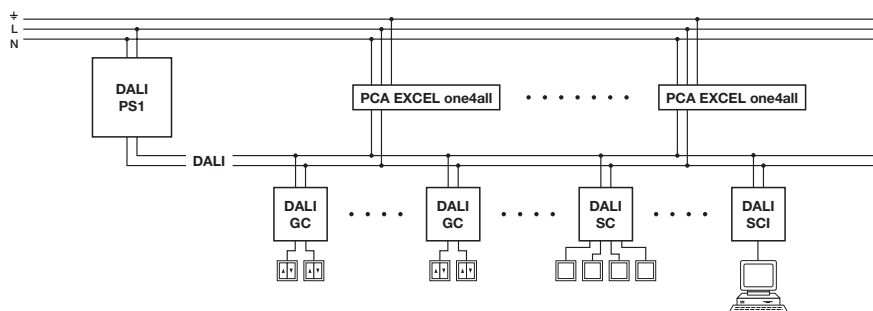 ⏚
L
N
DALI
PS1
PCA EXCEL one4all
PCA EXCEL one4all
DALI
DALI
GC
DALI
GC
DALI
SC
DALI
SCI